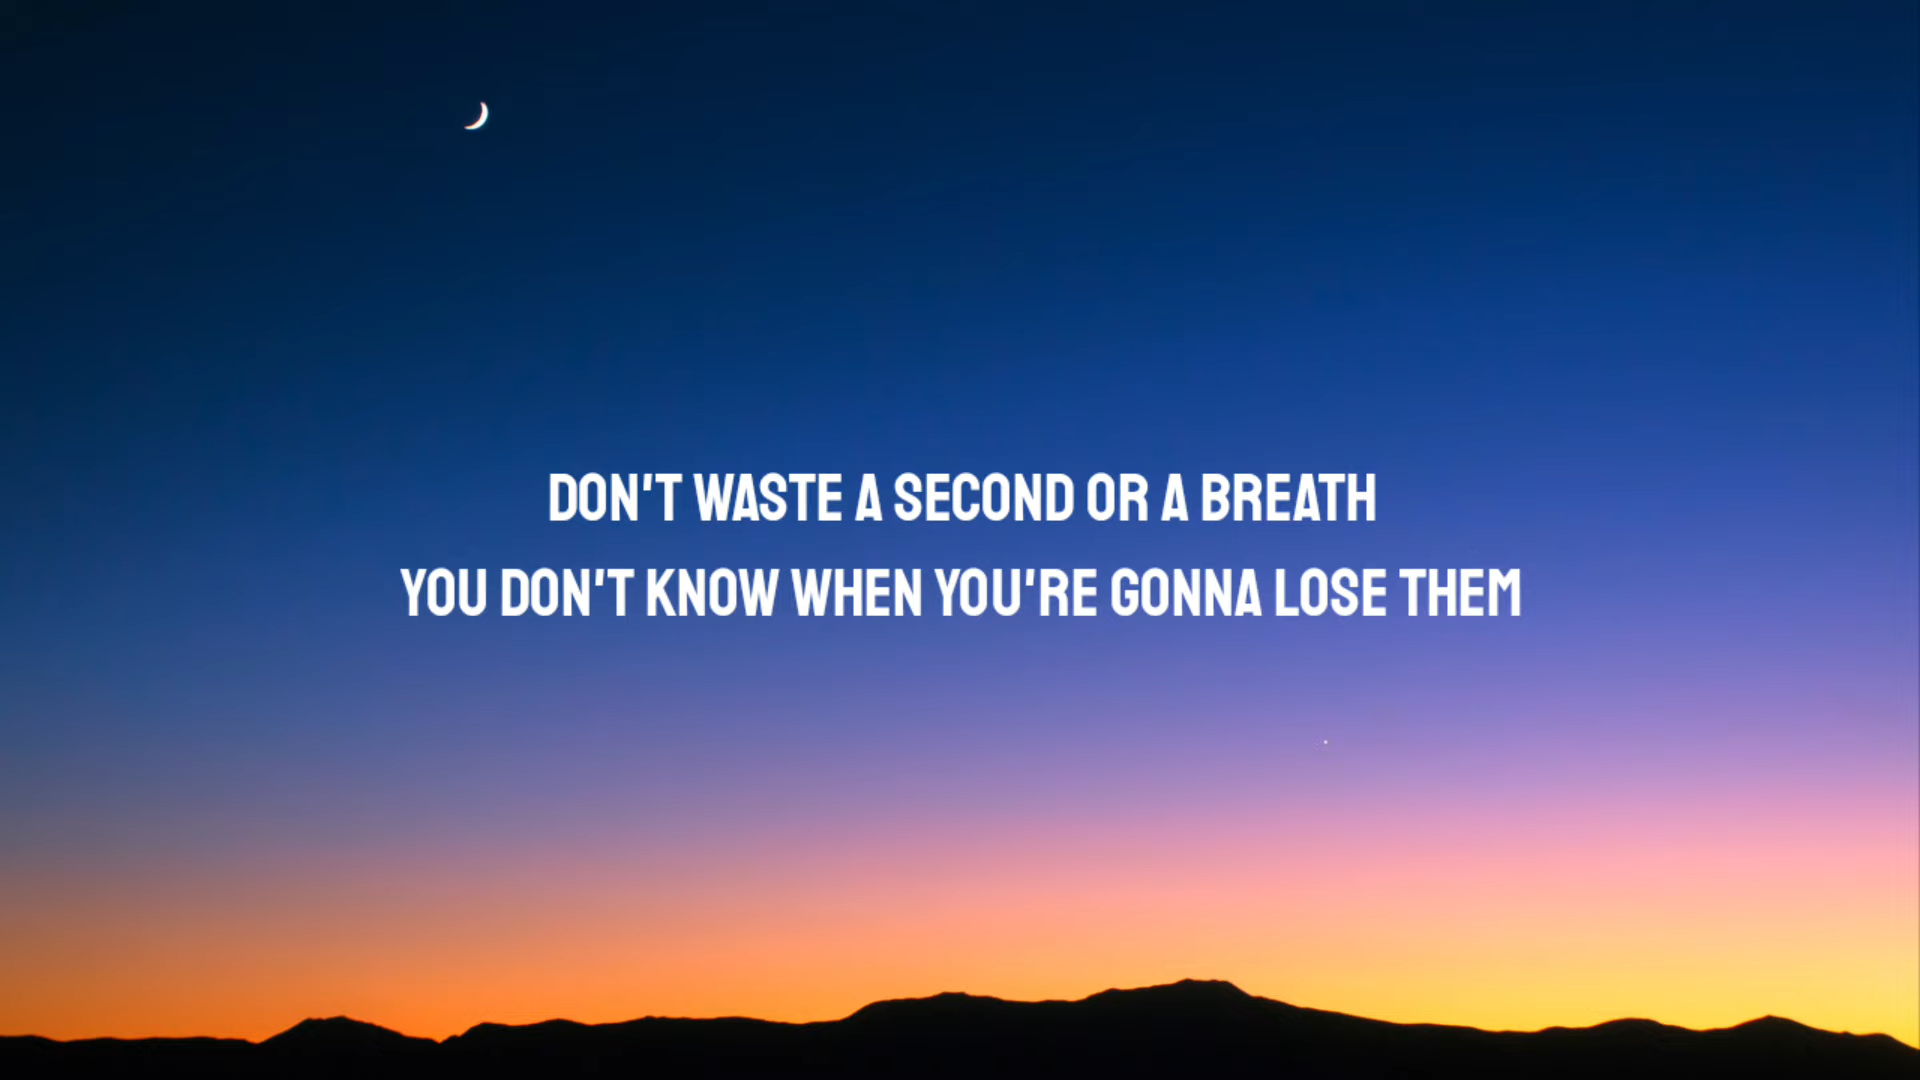 DON'T WASTE A SECOND OR A BREATH
YOU DON'T KNOW WHEN YOU'RE GONNA LOSE THEM